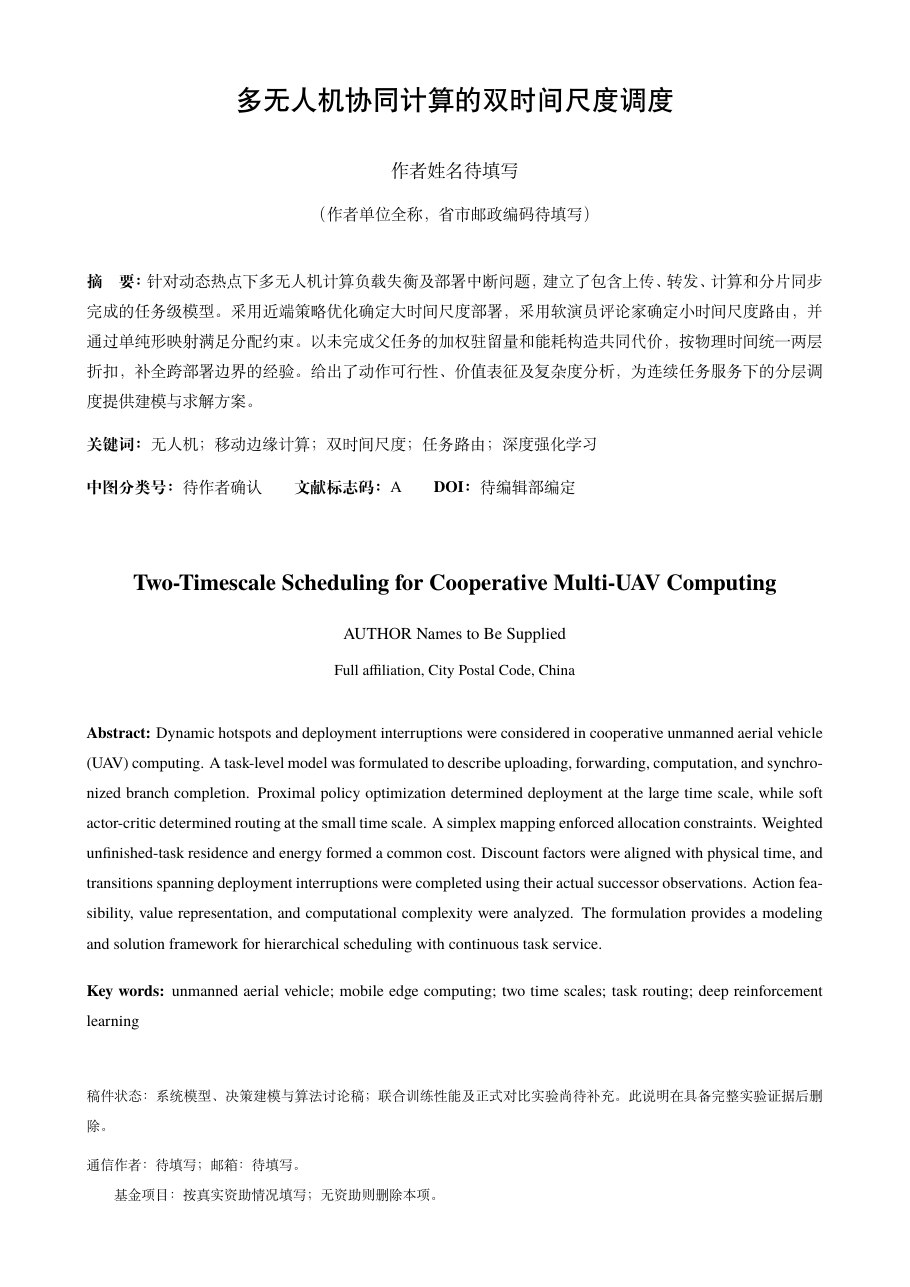 多无人机协同计算的双时间尺度调度
作者姓名待填写
（作者单位全称，省市邮政编码待填写）
摘　要：针对动态热点下多无人机计算负载失衡及部署中断问题，建立了包含上传、转发、计算和分片同步
完成的任务级模型。采用近端策略优化确定大时间尺度部署，采用软演员评论家确定小时间尺度路由，并
通过单纯形映射满足分配约束。以未完成父任务的加权驻留量和能耗构造共同代价，按物理时间统一两层
折扣，补全跨部署边界的经验。给出了动作可行性、价值表征及复杂度分析，为连续任务服务下的分层调
度提供建模与求解方案。
关键词：无人机；移动边缘计算；双时间尺度；任务路由；深度强化学习
中图分类号：待作者确认　　文献标志码：A　　DOI：待编辑部编定
Two-Timescale Scheduling for Cooperative Multi-UAV Computing
AUTHOR Names to Be Supplied
Full affiliation, City Postal Code, China
Abstract: Dynamic hotspots and deployment interruptions were considered in cooperative unmanned aerial vehicle
(UAV) computing. A task-level model was formulated to describe uploading, forwarding, computation, and synchro-
nized branch completion. Proximal policy optimization determined deployment at the large time scale, while soft
actor-critic determined routing at the small time scale. A simplex mapping enforced allocation constraints. Weighted
unfinished-task residence and energy formed a common cost. Discount factors were aligned with physical time, and
transitions spanning deployment interruptions were completed using their actual successor observations. Action fea-
sibility, value representation, and computational complexity were analyzed. The formulation provides a modeling
and solution framework for hierarchical scheduling with continuous task service.
Key words: unmanned aerial vehicle; mobile edge computing; two time scales; task routing; deep reinforcement
learning
稿件状态：系统模型、决策建模与算法讨论稿；联合训练性能及正式对比实验尚待补充。此说明在具备完整实验证据后删
除。
通信作者：待填写；邮箱：待填写。
基金项目：按真实资助情况填写；无资助则删除本项。